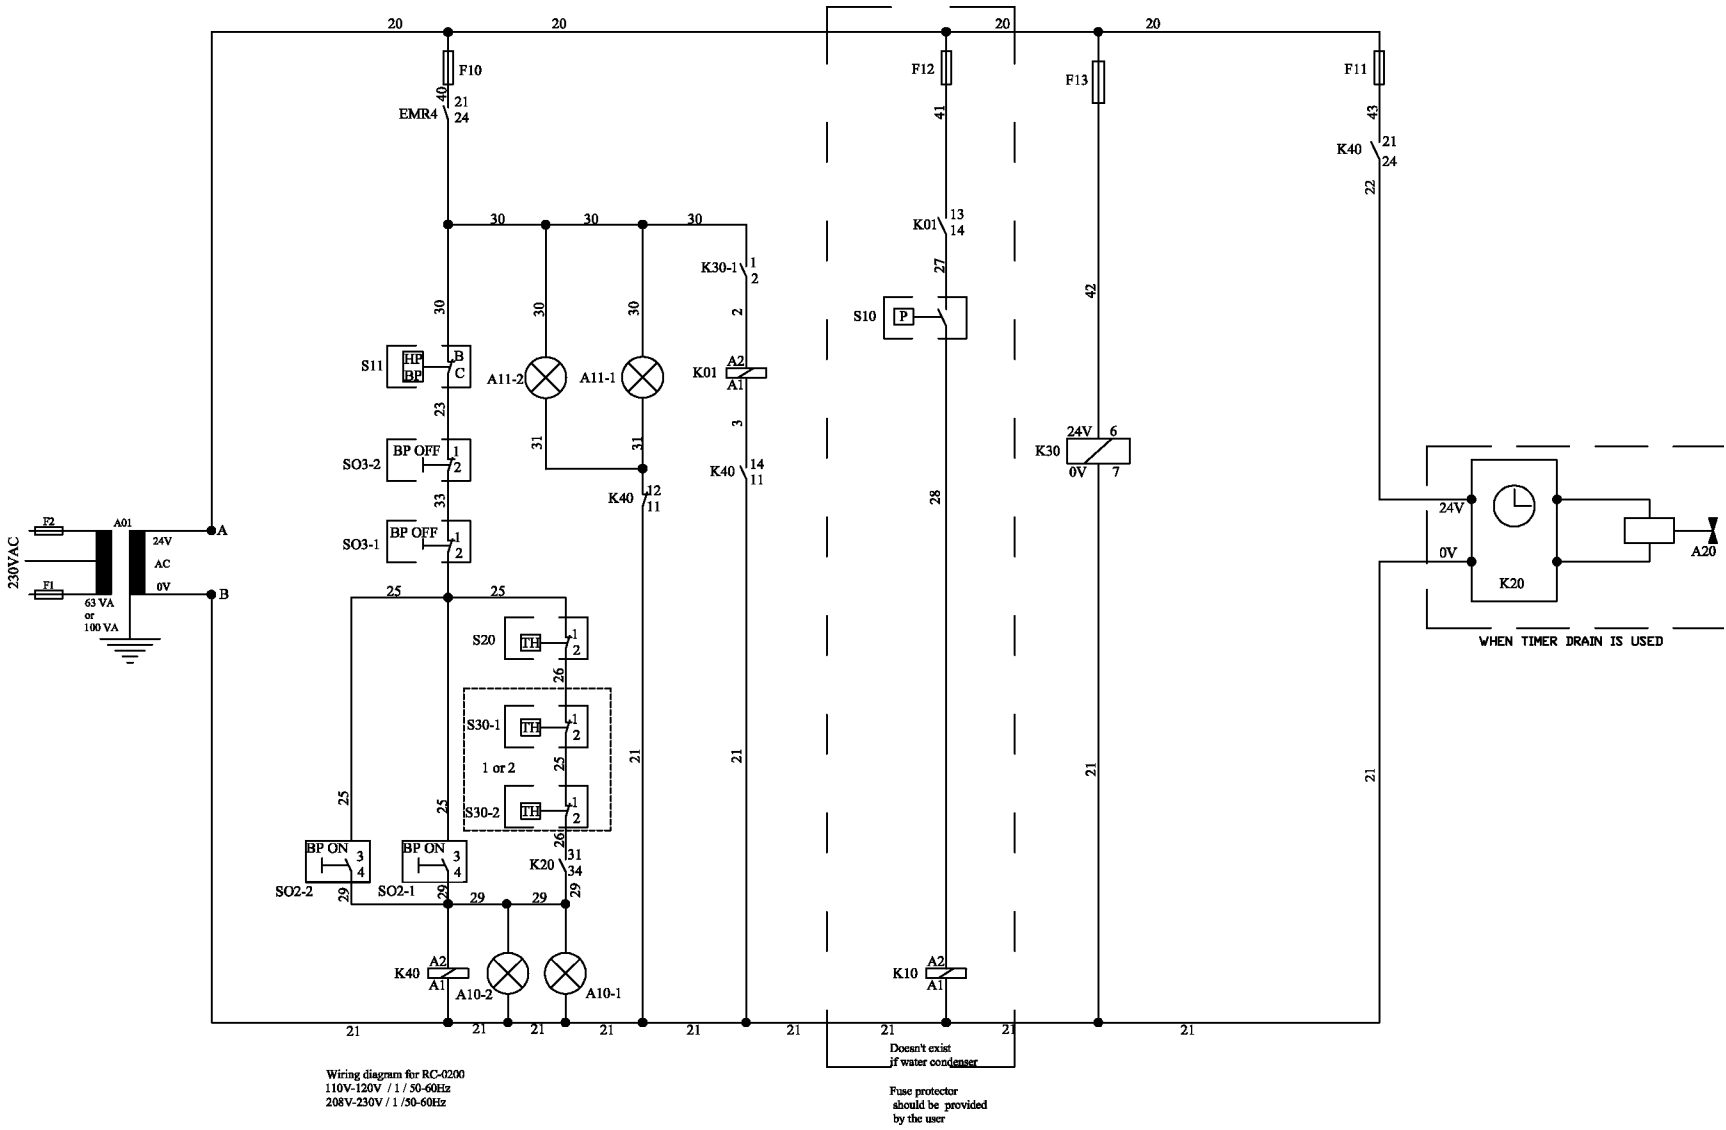 20
20
20
20
F10
F12
F13
F11
40
21
EMR4
24
41
43
K40
21
24
22
30
30
30
13
K01
14
K30-1
1
2
27
30
30
30
2
42
S10
P
S11
HP
BP
B
C
A11-2
A11-1
A2
K01
A1
23
31
31
3
24V
6
K30
0V
7
BP OFF
SO3-2
1
2
K40
14
11
33
K40
12
11
28
24V
F2
A01
BP OFF
SO3-1
1
2
A
24V
230VAC
AC
0V
F1
B
63 VA
or
100 VA
0V
K20
A20
25
25
S20
TH
1
2
WHEN TIMER DRAIN IS USED
26
S30-1
TH
1
2
1 or 2
25
21
21
21
21
25
25
S30-2
TH
1
2
26
BP ON
3
4
BP ON
3
4
K20
31
34
SO2-2
29
SO2-1
29
29
29
29
K40
A2
A1
A10-2
A10-1
K10
A2
A1
21
21
21
21
21
21
21
21
21
Doesn't exist
if water condenser
Wiring diagram for RC-0200
110V-120V / 1 / 50-60Hz
208V-230V / 1 /50-60Hz
Fuse protector
should be provided
by the user